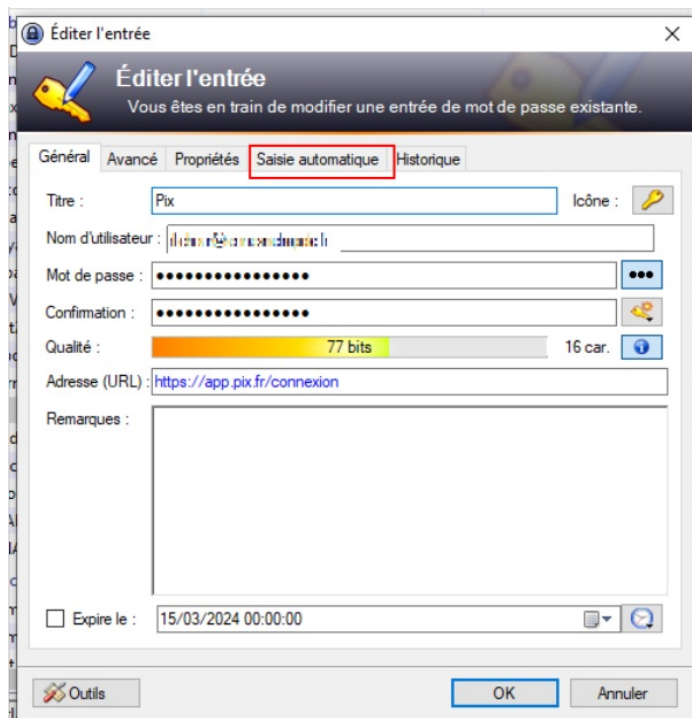 Éditer l'entrée
Éditer l'entrée
Vous êtes en train de modifier une entrée de mot de passe existante.
Général Avancé Propriétés Saisie automatique Historique
Titre : Pix Icône :
Nom d'utilisateur :
Mot de passe : ●●●●●●●●●●●●●●●●
Confirmation : ●●●●●●●●●●●●●●●●
Qualité : 77 bits 16 car.
Adresse (URL) : https://app.pix.fr/connexion
Remarques :
Expire le : 15/03/2024 00:00:00
Outils OK Annuler